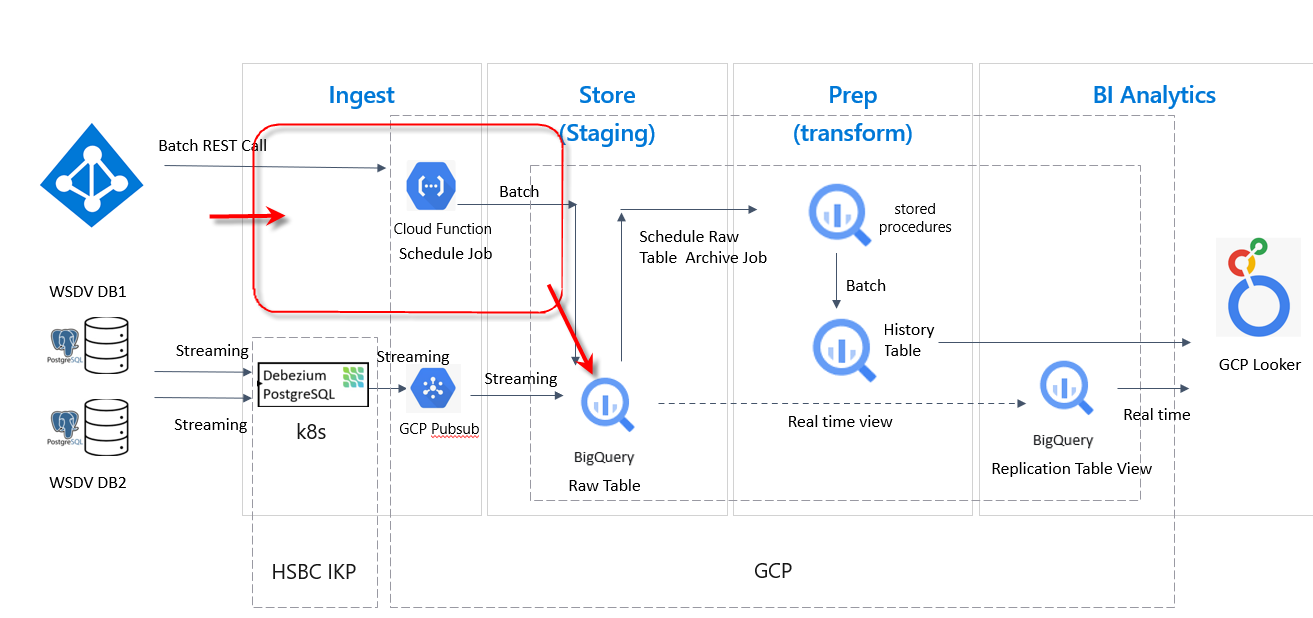 Ingest
Store
(Staging)
Prep
(transform)
BI Analytics
Batch REST Call
Cloud Function
Schedule Job
Batch
Schedule Raw
Table Archive Job
stored
procedures
Batch
History
Table
GCP Looker
WSDV DB1
PostgreSQL
Streaming
Debezium
PostgreSQL
k8s
Streaming
GCP Pubsub
Streaming
BigQuery
Raw Table
Real time view
BigQuery
Replication Table View
Real time
PostgreSQL
Streaming
WSDV DB2
HSBC IKP
GCP